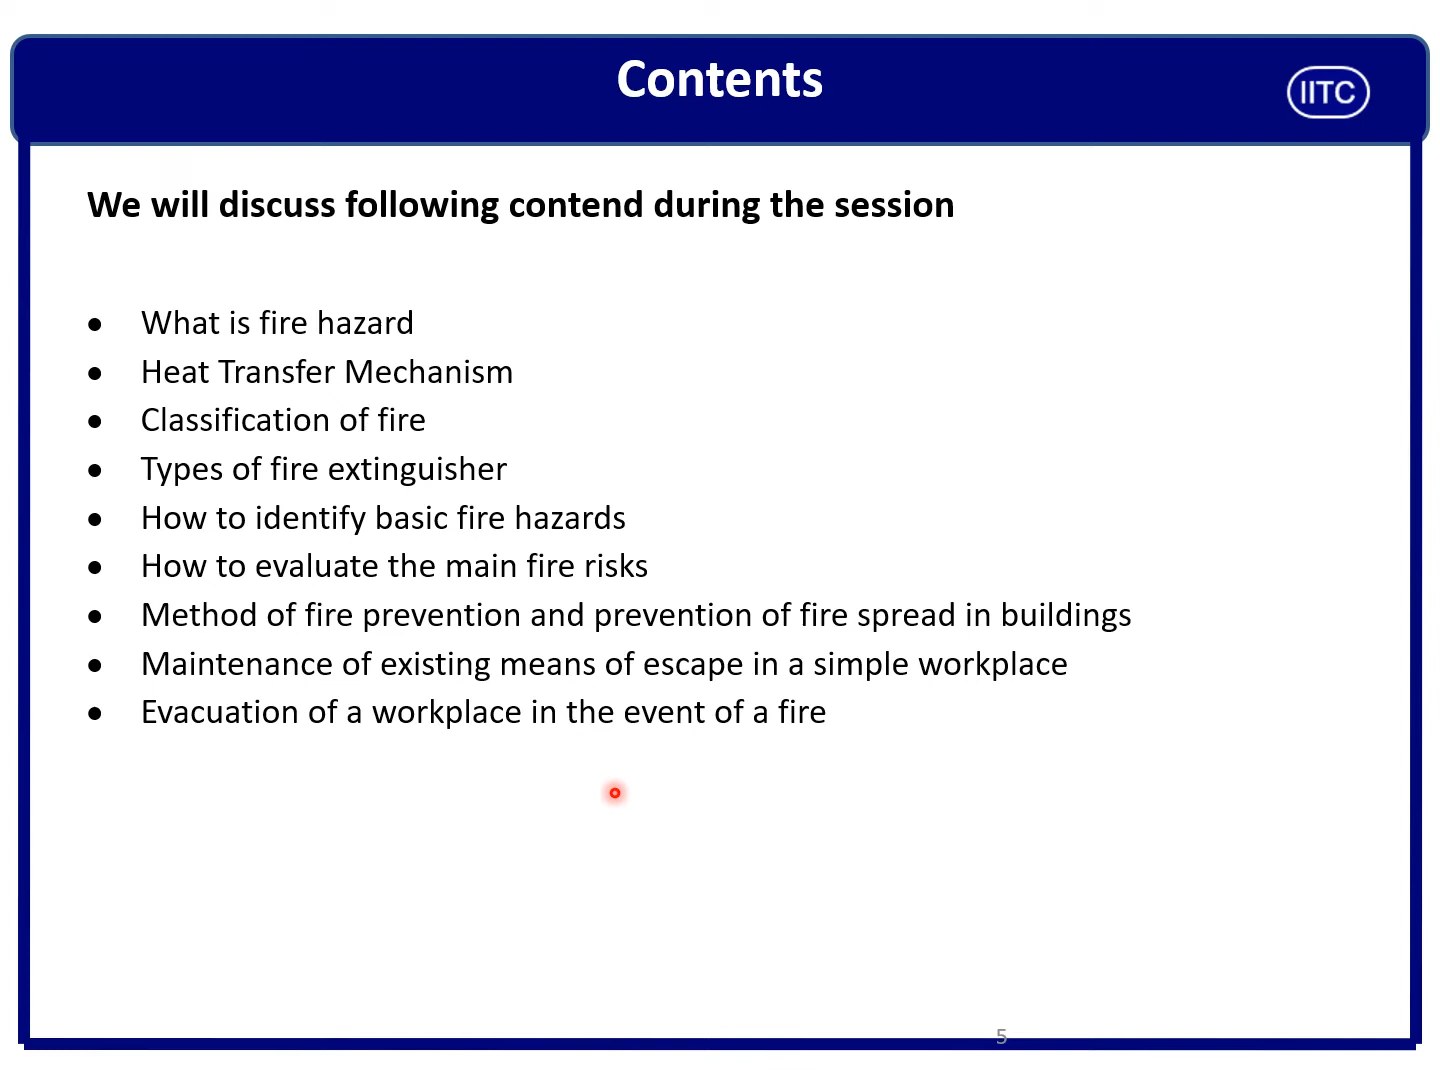 Contents
IITC
We will discuss following contend during the session
• What is fire hazard
• Heat Transfer Mechanism
• Classification of fire
• Types of fire extinguisher
• How to identify basic fire hazards
• How to evaluate the main fire risks
• Method of fire prevention and prevention of fire spread in buildings
• Maintenance of existing means of escape in a simple workplace
• Evacuation of a workplace in the event of a fire
5